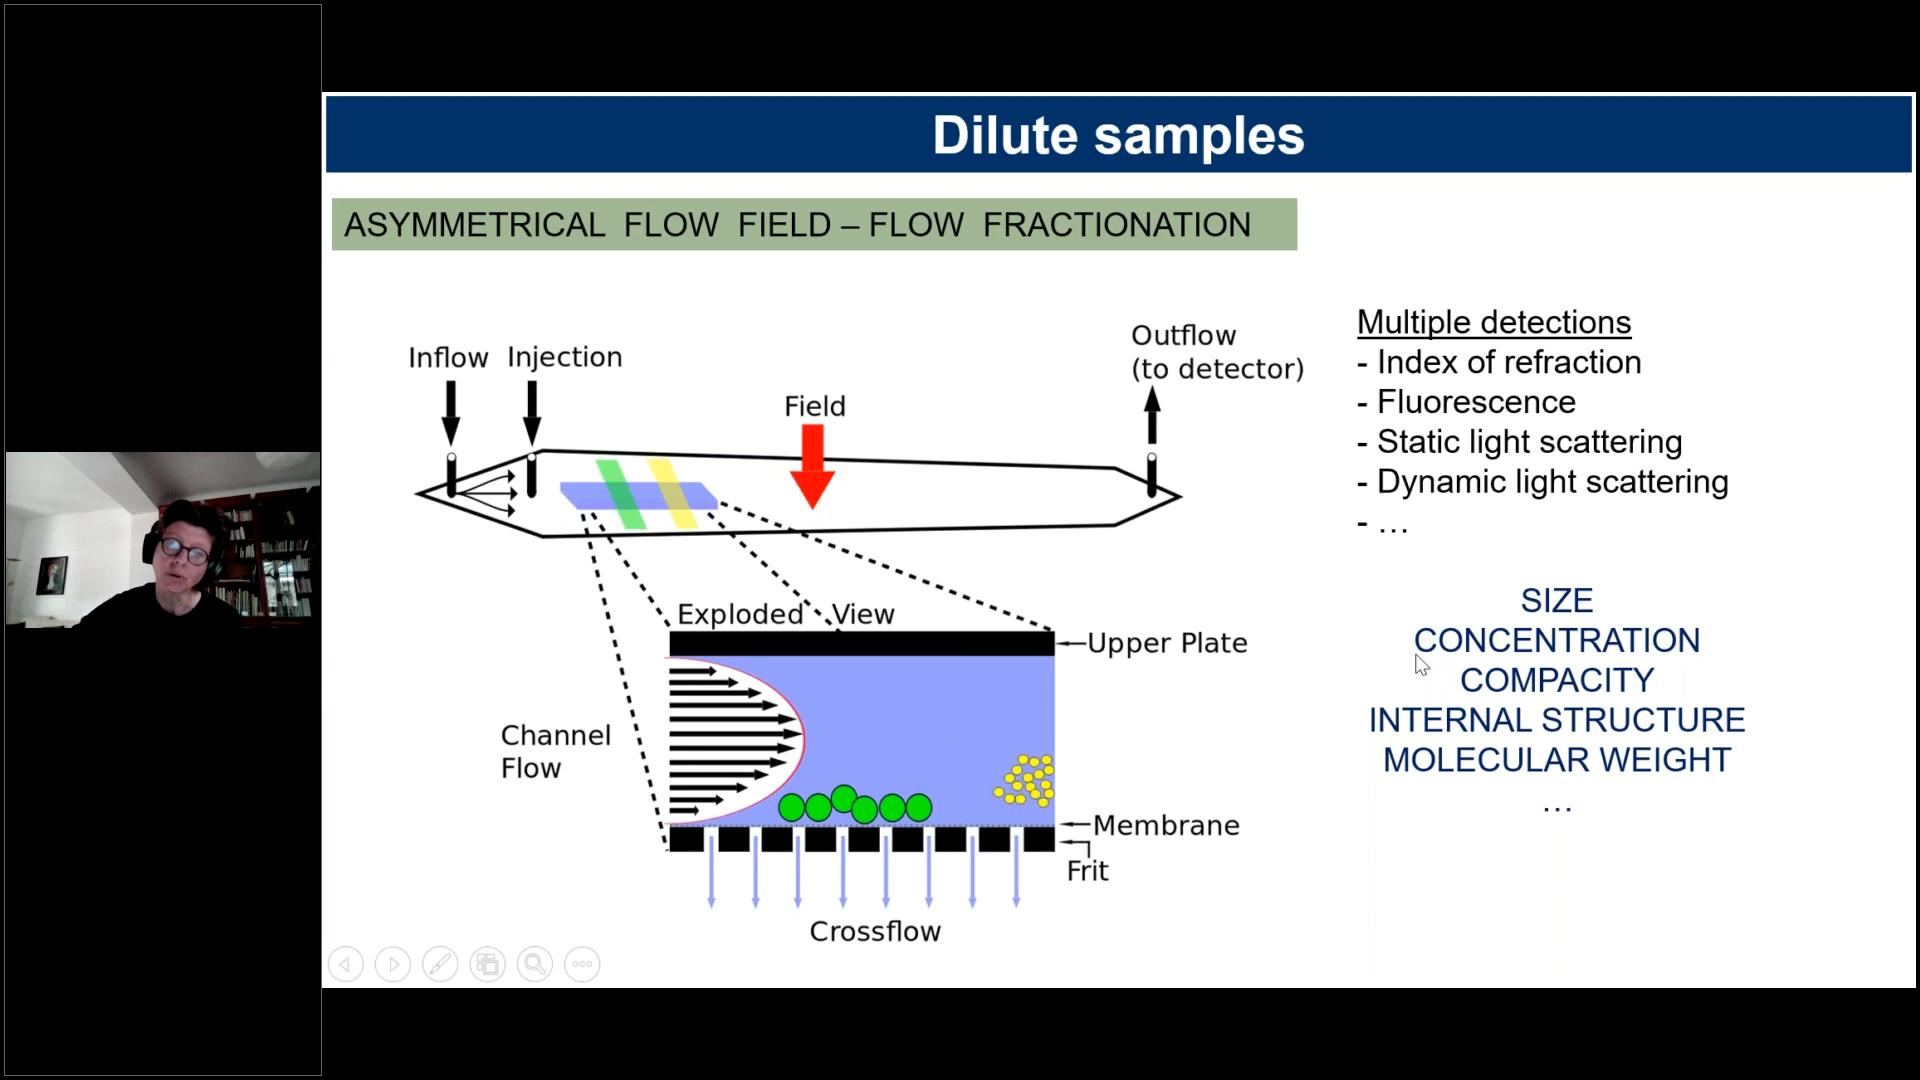 Dilute samples
ASYMMETRICAL FLOW FIELD – FLOW FRACTIONATION
Inflow
Injection
Field
Outflow
(to detector)
Exploded View
Upper Plate
Channel
Flow
Membrane
Frit
Crossflow
Multiple detections
- Index of refraction
- Fluorescence
- Static light scattering
- Dynamic light scattering
- ...
SIZE
CONCENTRATION
COMPACITY
INTERNAL STRUCTURE
MOLECULAR WEIGHT
...